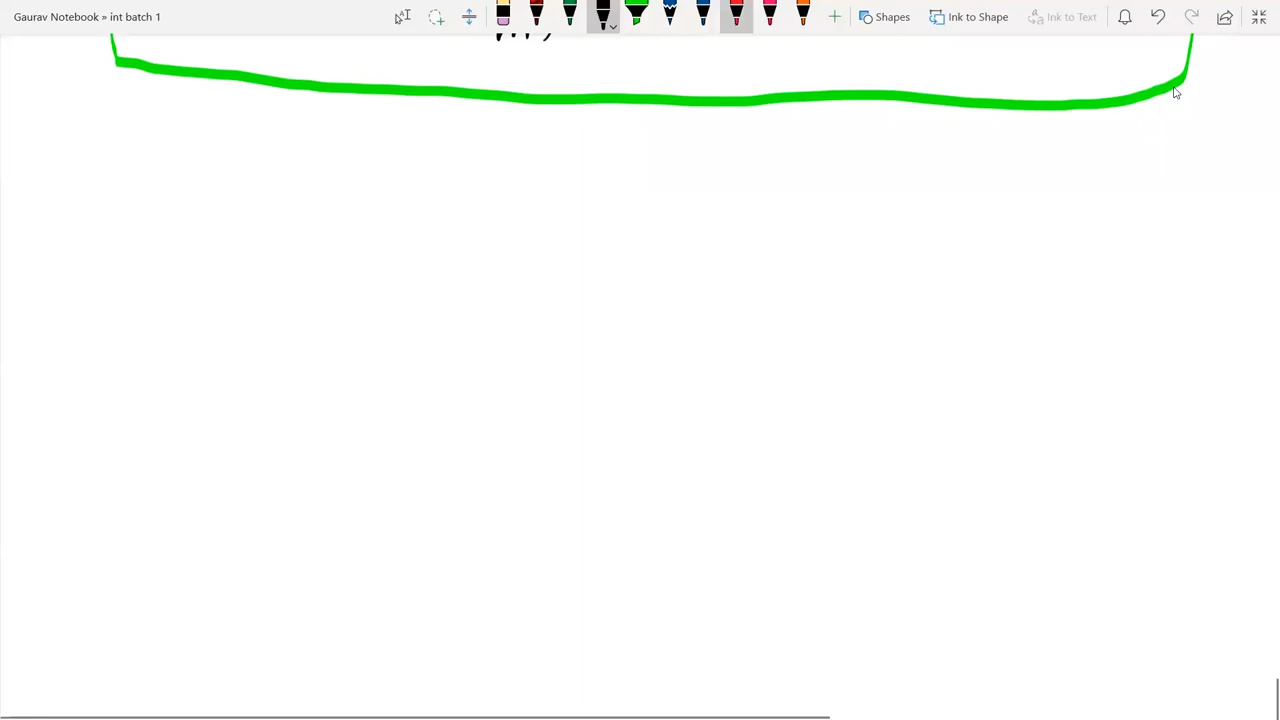 Gaurav Notebook » int batch 1
Shapes
Ink to Shape
Ink to Text